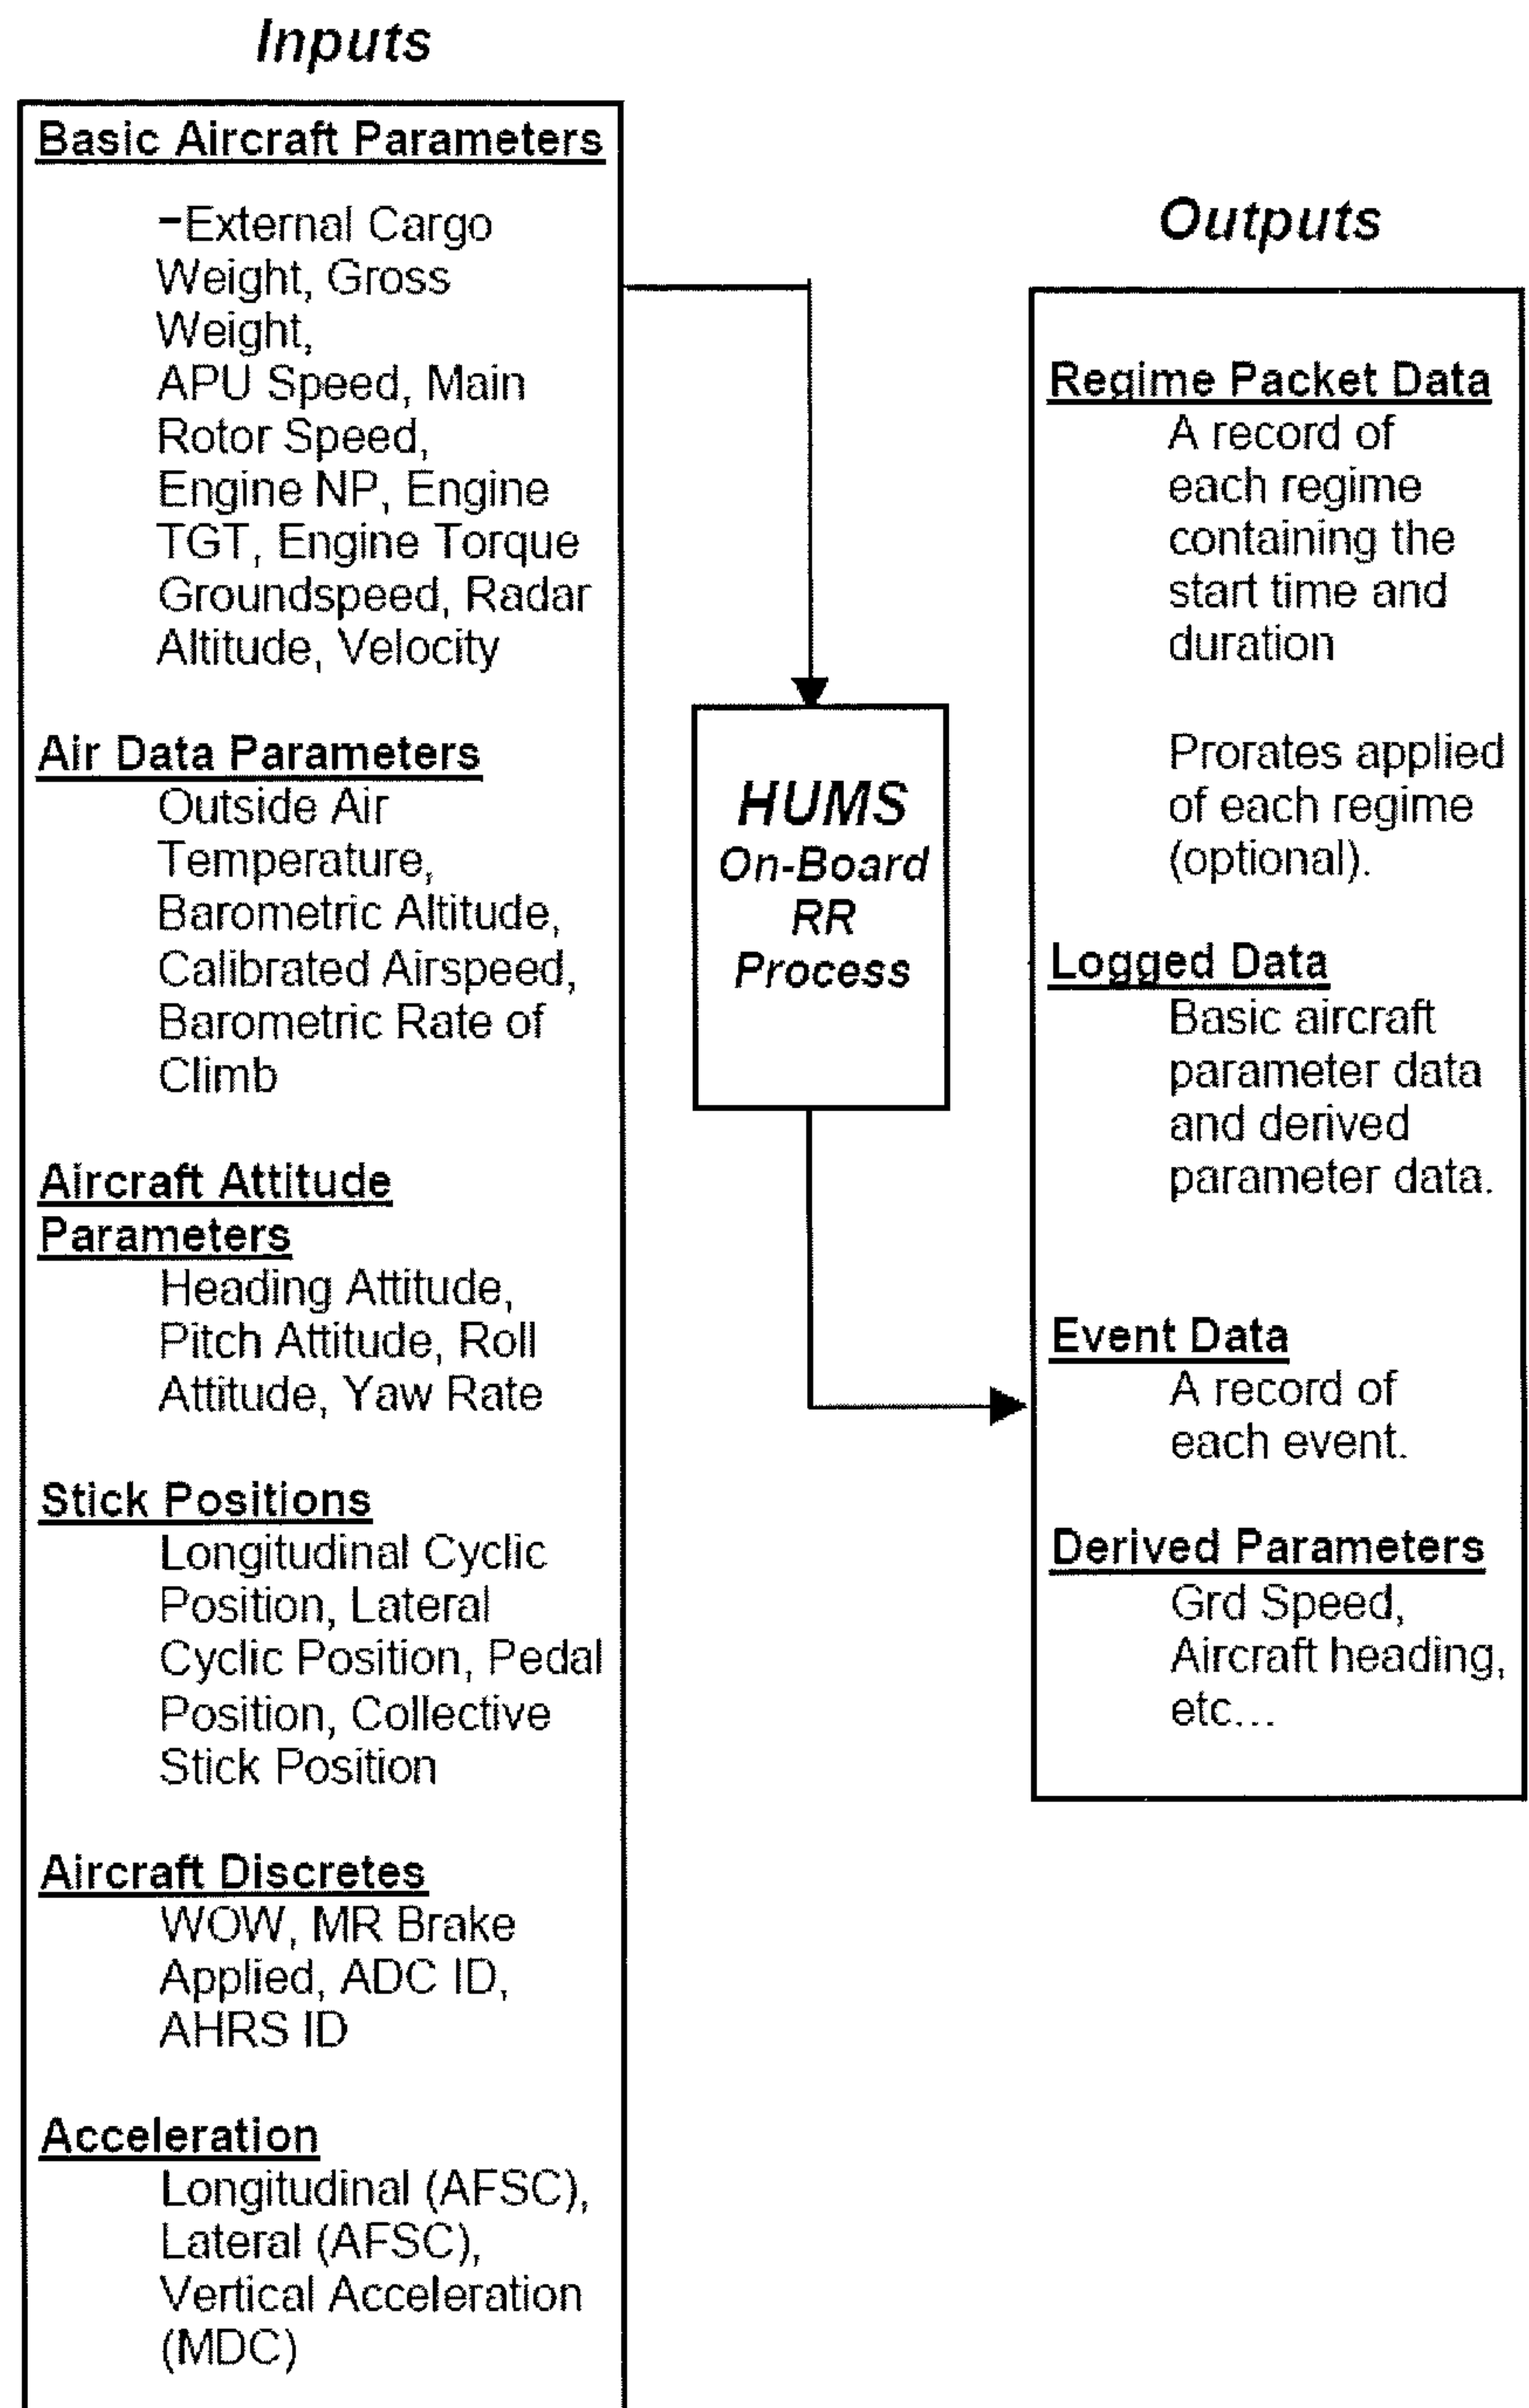 Inputs
Basic Aircraft Parameters
-External Cargo
Weight, Gross
Weight,
APU Speed, Main
Rotor Speed,
Engine NP, Engine
TGT, Engine Torque
Groundspeed, Radar
Altitude, Velocity
Air Data Parameters
Outside Air
Temperature,
Barometric Altitude,
Calibrated Airspeed,
Barometric Rate of
Climb
Aircraft Attitude
Parameters
Heading Attitude,
Pitch Attitude, Roll
Attitude, Yaw Rate
Stick Positions
Longitudinal Cyclic
Position, Lateral
Cyclic Position, Pedal
Position, Collective
Stick Position
Aircraft Discretes
WOW, MR Brake
Applied, ADC ID,
AHRS ID
Acceleration
Longitudinal (AFSC),
Lateral (AFSC),
Vertical Acceleration
(MDC)
HUMS
On-Board
RR
Process
Outputs
Regime Packet Data
A record of
each regime
containing the
start time and
duration
Prorates applied
of each regime
(optional).
Logged Data
Basic aircraft
parameter data
and derived
parameter data.
Event Data
A record of
each event.
Derived Parameters
Grd Speed,
Aircraft heading,
etc...